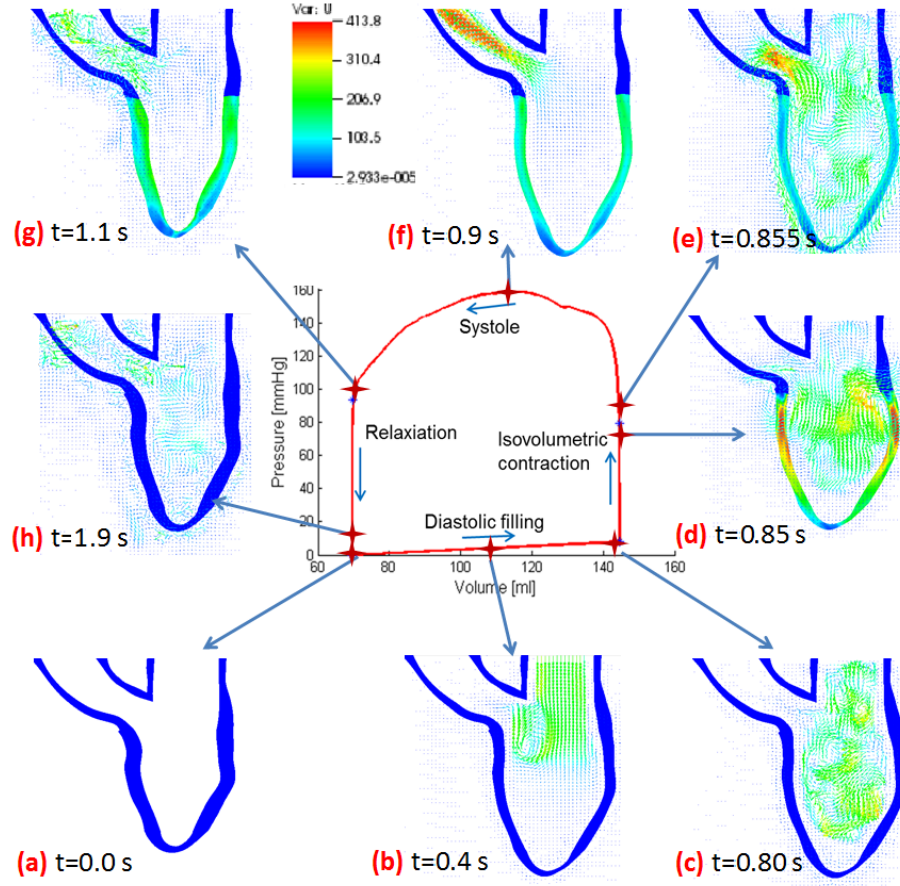 Var: U
413.8
310.4
206.9
103.5
2.933e-005
(g) t=1.1 s
(f) t=0.9 s
(e) t=0.855 s
160
140
120
100
80
60
40
20
0
Pressure [mmHg]
Systole
Relaxiation
Isovolumetric
contraction
Diastolic filling
60
80
100
120
140
160
Volume [ml]
(h) t=1.9 s
(d) t=0.85 s
(a) t=0.0 s
(b) t=0.4 s
(c) t=0.80 s